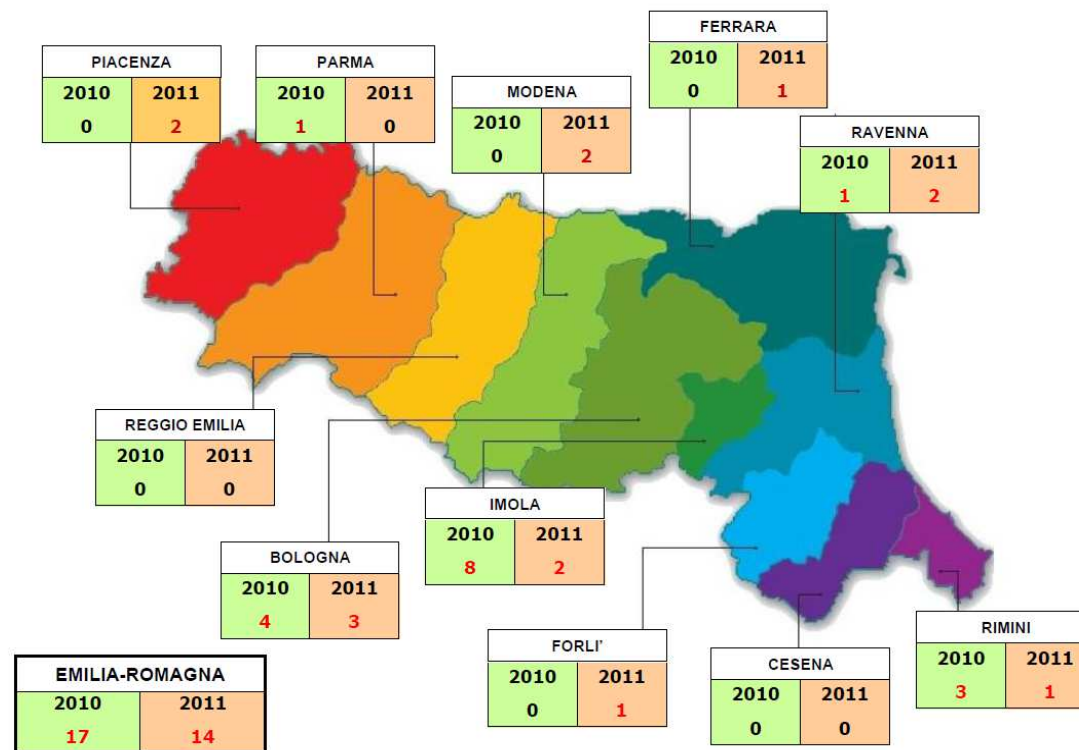 FERRARA
2010 2011
0 1
PIACENZA
2010 2011
0 2
PARMA
2010 2011
1 0
MODENA
2010 2011
0 2
RAVENNA
2010 2011
1 2
REGGIO EMILIA
2010 2011
0 0
IMOLA
2010 2011
8 2
BOLOGNA
2010 2011
4 3
FORLI'
2010 2011
0 1
CESENA
2010 2011
0 0
RIMINI
2010 2011
3 1
EMILIA-ROMAGNA
2010 2011
17 14